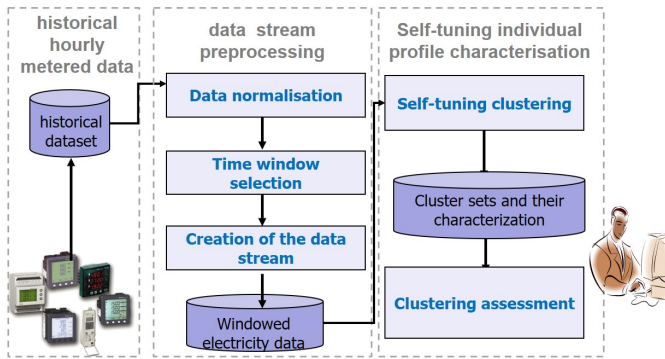 historical
hourly
metered data
historical
dataset
data stream
preprocessing
Data normalisation
Time window
selection
Creation of the data
stream
Windowed
electricity data
Self-tuning individual
profile characterisation
Self-tuning clustering
Cluster sets and their
characterization
Clustering assessment